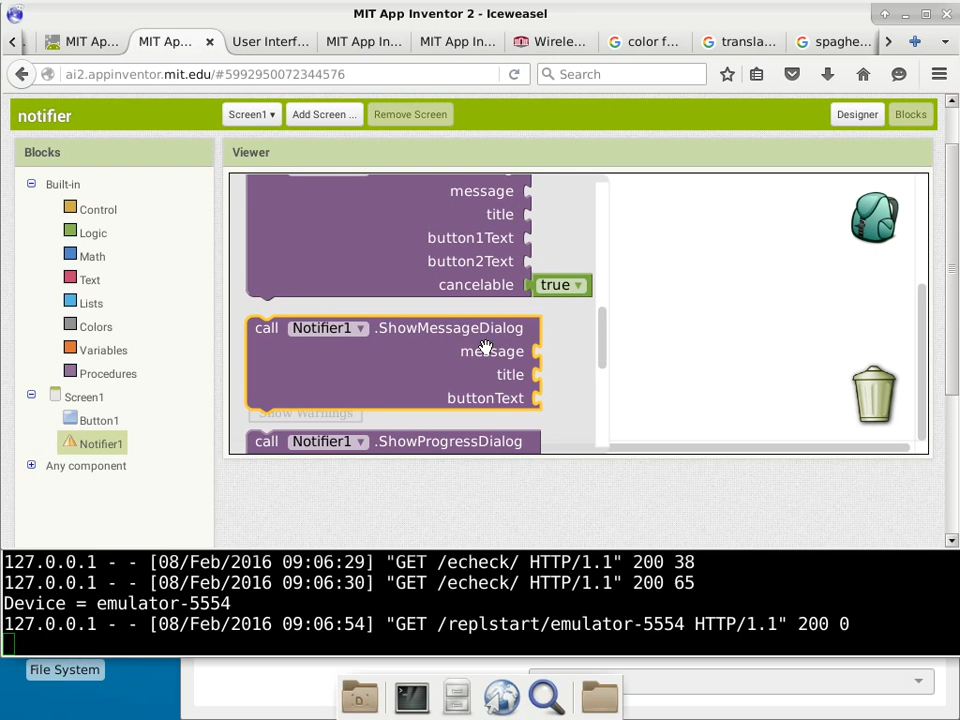 MIT App Inventor 2 - Iceweasel
MIT Ap...
MIT Ap...
User Interf...
MIT App In...
MIT App In...
Wirele...
color f...
transla...
spaghe...
ai2.appinventor.mit.edu/#5992950072344576
Search
notifier
Screen1
Add Screen ...
Remove Screen
Designer
Blocks
Blocks
Viewer
Built-in
Control
Logic
Math
Text
Lists
Colors
Variables
Procedures
Screen1
Button1
Notifier1
Any component
message
title
button1Text
button2Text
cancelable true
call Notifier1 .ShowMessageDialog
message
title
buttonText
Show Warnings
call Notifier1 .ShowProgressDialog
127.0.0.1 - - [08/Feb/2016 09:06:29] "GET /echeck/ HTTP/1.1" 200 38
127.0.0.1 - - [08/Feb/2016 09:06:30] "GET /echeck/ HTTP/1.1" 200 65
Device = emulator-5554
127.0.0.1 - - [08/Feb/2016 09:06:54] "GET /replstart/emulator-5554 HTTP/1.1" 200 0
File System